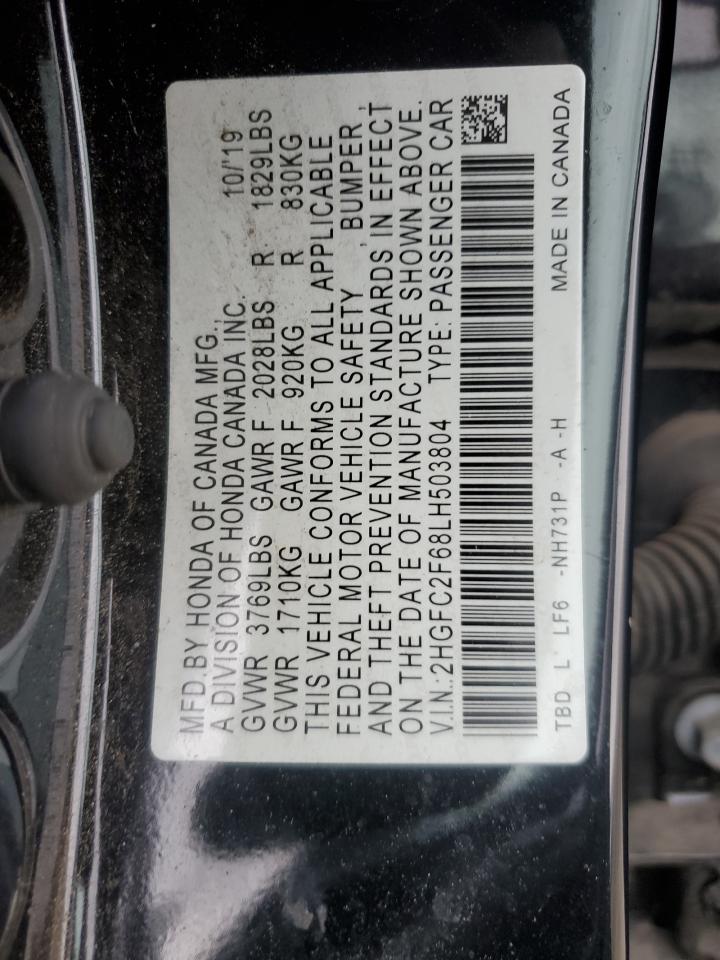 MFD.BY HONDA OF CANADA MFG., 10/'19
A DIVISION OF HONDA CANADA INC.
GVWR 3769LBS GAWR F 2028LBS R 1829LBS
GVWR 1710KG GAWR F 920KG R 830KG
THIS VEHICLE CONFORMS TO ALL APPLICABLE
FEDERAL MOTOR VEHICLE SAFETY , BUMPER ,
AND THEFT PREVENTION STANDARDS IN EFFECT
ON THE DATE OF MANUFACTURE SHOWN ABOVE.
V.I.N.:2HGFC2F68LH503804 TYPE: PASSENGER CAR
TBD L LF6 -NH731P -A -H MADE IN CANADA